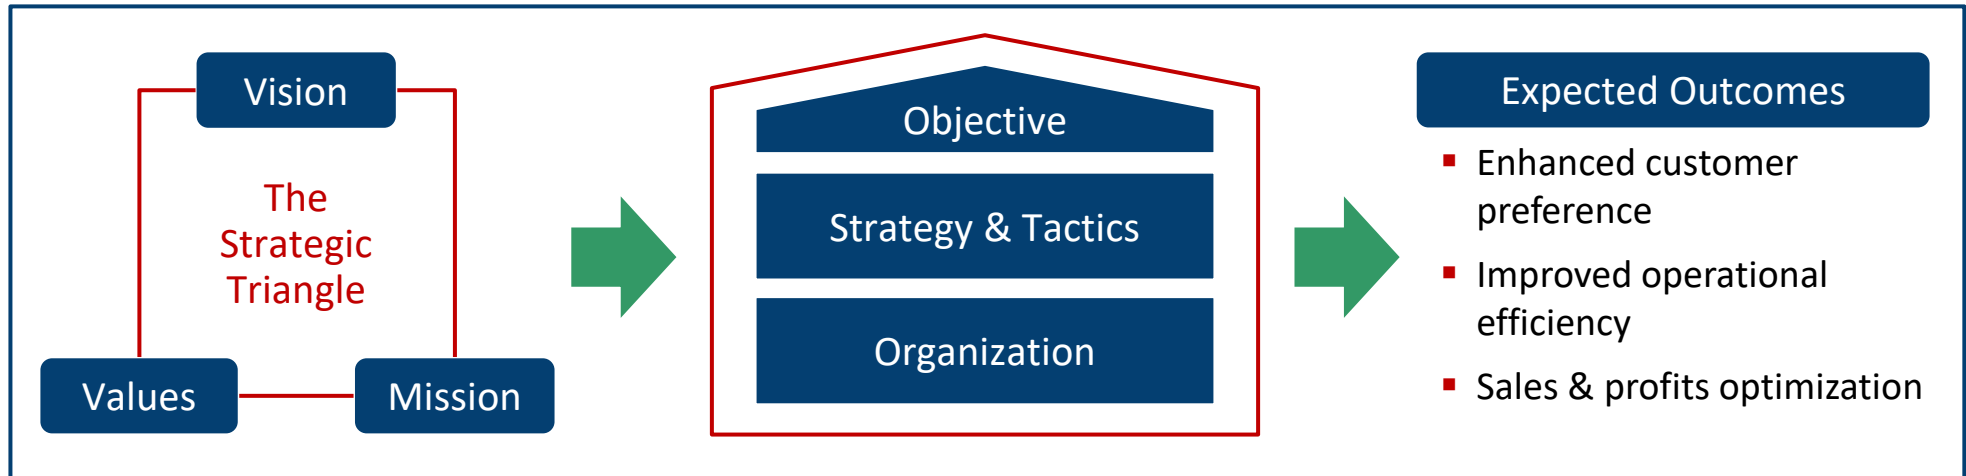 Vision
The
Strategic
Triangle
Values
Mission
Objective
Strategy & Tactics
Organization
Expected Outcomes
▪ Enhanced customer
preference
▪ Improved operational
efficiency
▪ Sales & profits optimization